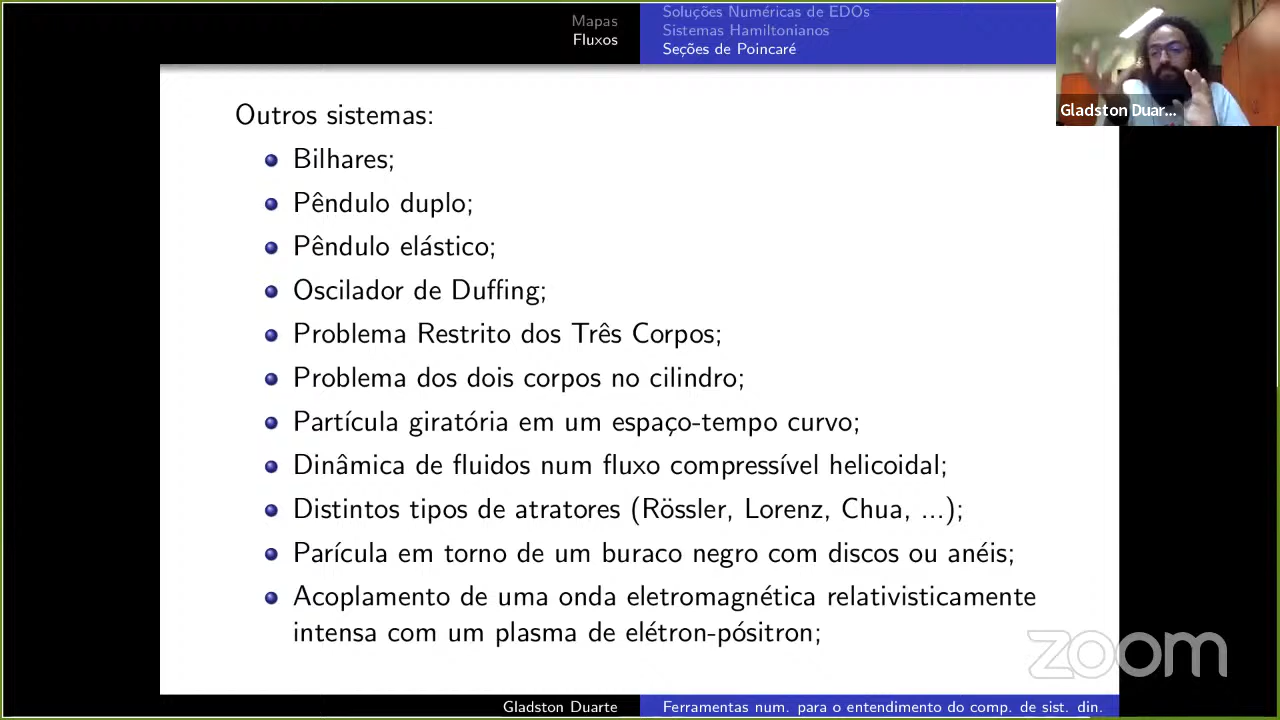 Mapas
Fluxos
Soluções Numéricas de EDOs
Sistemas Hamiltonianos
Seções de Poincaré
Gladston Duar...
Outros sistemas:
Bilhares;
Pêndulo duplo;
Pêndulo elástico;
Oscilador de Duffing;
Problema Restrito dos Três Corpos;
Problema dos dois corpos no cilindro;
Partícula giratória em um espaço-tempo curvo;
Dinâmica de fluidos num fluxo compressível helicoidal;
Distintos tipos de atratores (Rössler, Lorenz, Chua, ...);
Parícula em torno de um buraco negro com discos ou anéis;
Acoplamento de uma onda eletromagnética relativisticamente
intensa com um plasma de elétron-pósitron;
zoom
Gladston Duarte
Ferramentas num. para o entendimento do comp. de sist. din.